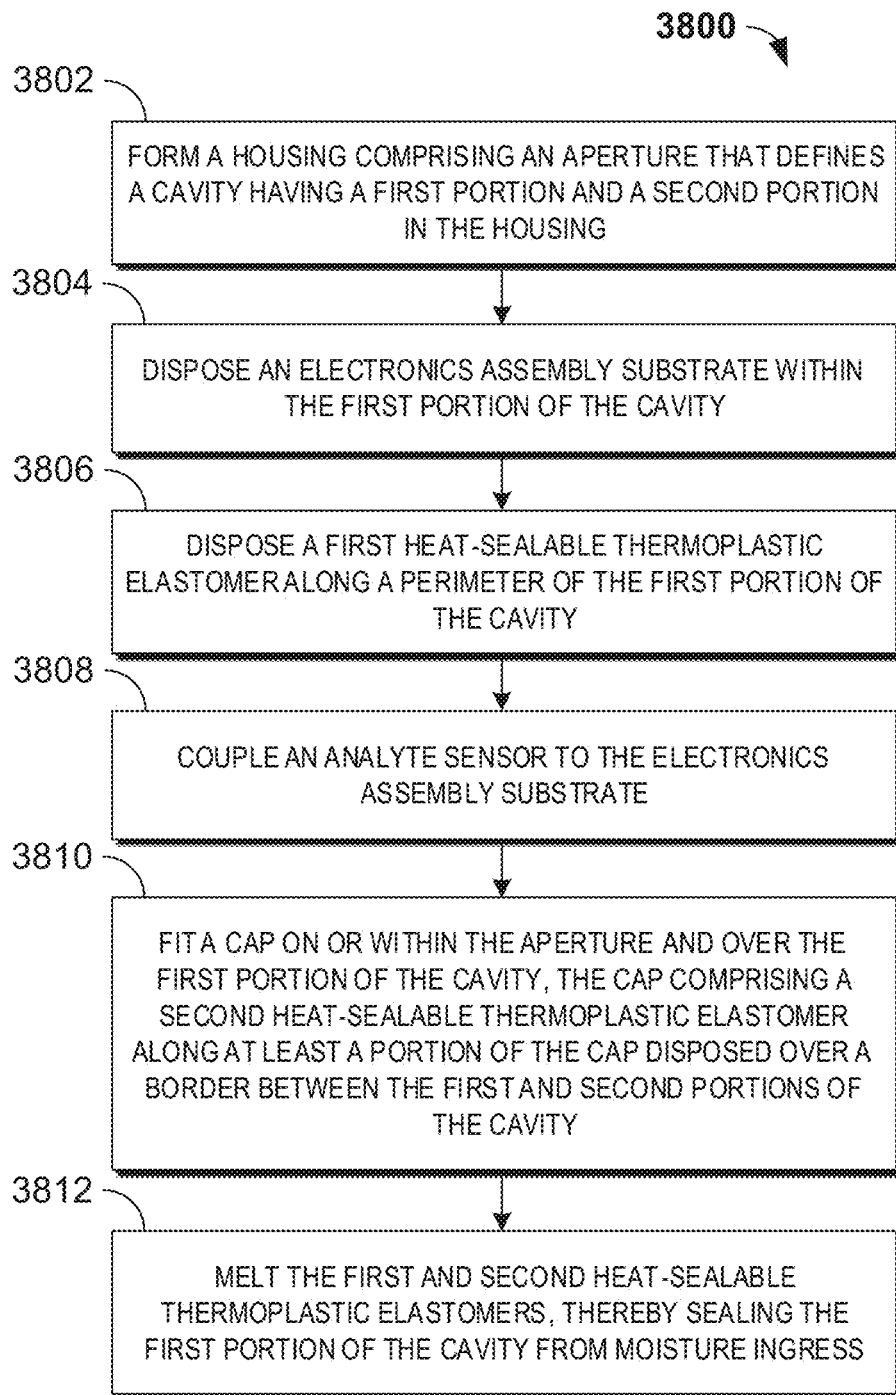 3800
3802
FORM A HOUSING COMPRISING AN APERTURE THAT DEFINES
A CAVITY HAVING A FIRST PORTION AND A SECOND PORTION
IN THE HOUSING
3804
DISPOSE AN ELECTRONICS ASSEMBLY SUBSTRATE WITHIN
THE FIRST PORTION OF THE CAVITY
3806
DISPOSE A FIRST HEAT-SEALABLE THERMOPLASTIC
ELASTOMER ALONG A PERIMETER OF THE FIRST PORTION OF
THE CAVITY
3808
COUPLE AN ANALYTE SENSOR TO THE ELECTRONICS
ASSEMBLY SUBSTRATE
3810
FIT A CAP ON OR WITHIN THE APERTURE AND OVER THE
FIRST PORTION OF THE CAVITY, THE CAP COMPRISING A
SECOND HEAT-SEALABLE THERMOPLASTIC ELASTOMER
ALONG AT LEAST A PORTION OF THE CAP DISPOSED OVER A
BORDER BETWEEN THE FIRST AND SECOND PORTIONS OF
THE CAVITY
3812
MELT THE FIRST AND SECOND HEAT-SEALABLE
THERMOPLASTIC ELASTOMERS, THEREBY SEALING THE
FIRST PORTION OF THE CAVITY FROM MOISTURE INGRESS